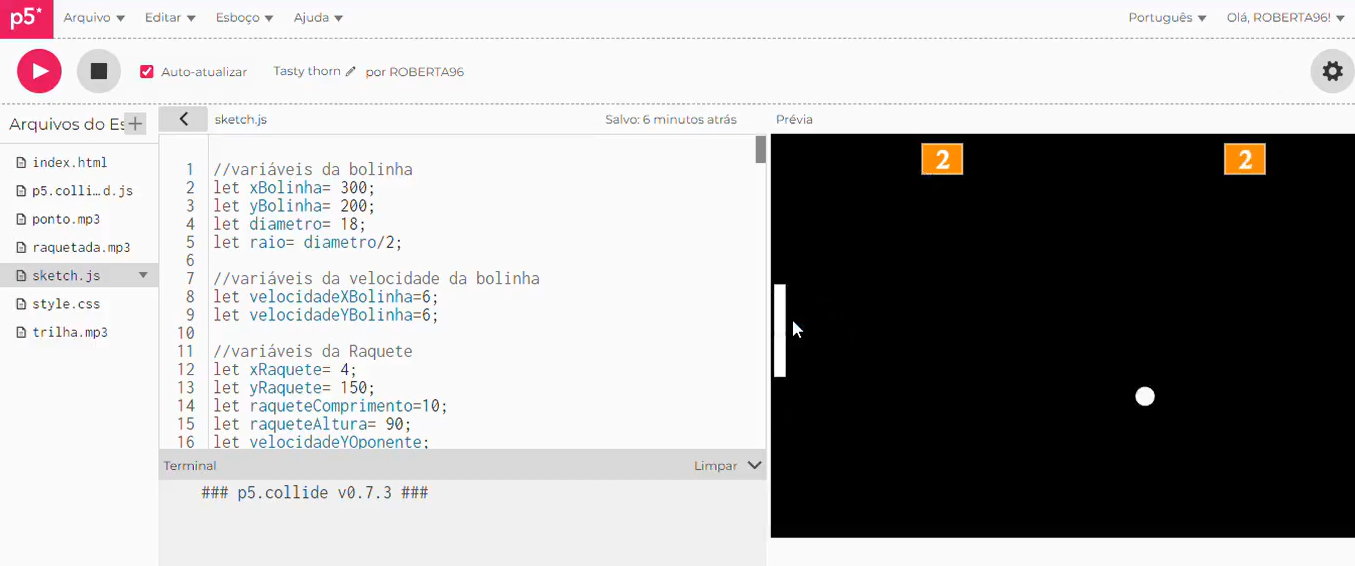 p5* Arquivo Editar Esboço Ajuda Português Olá, ROBERTA96!
Auto-atualizar Tasty thorn por ROBERTA96
Arquivos do Es +
index.html
p5.colli…d.js
ponto.mp3
raquetada.mp3
sketch.js
style.css
trilha.mp3
sketch.js Salvo: 6 minutos atrás
1 //variáveis da bolinha
2 let xBolinha= 300;
3 let yBolinha= 200;
4 let diametro= 18;
5 let raio= diametro/2;
6
7 //variáveis da velocidade da bolinha
8 let velocidadeXBolinha=6;
9 let velocidadeYBolinha=6;
10
11 //variáveis da Raquete
12 let xRaquete= 4;
13 let yRaquete= 150;
14 let raqueteComprimento=10;
15 let raqueteAltura= 90;
16 let velocidadeYOponente;
Terminal Limpar
### p5.collide v0.7.3 ###
Prévia
2 2